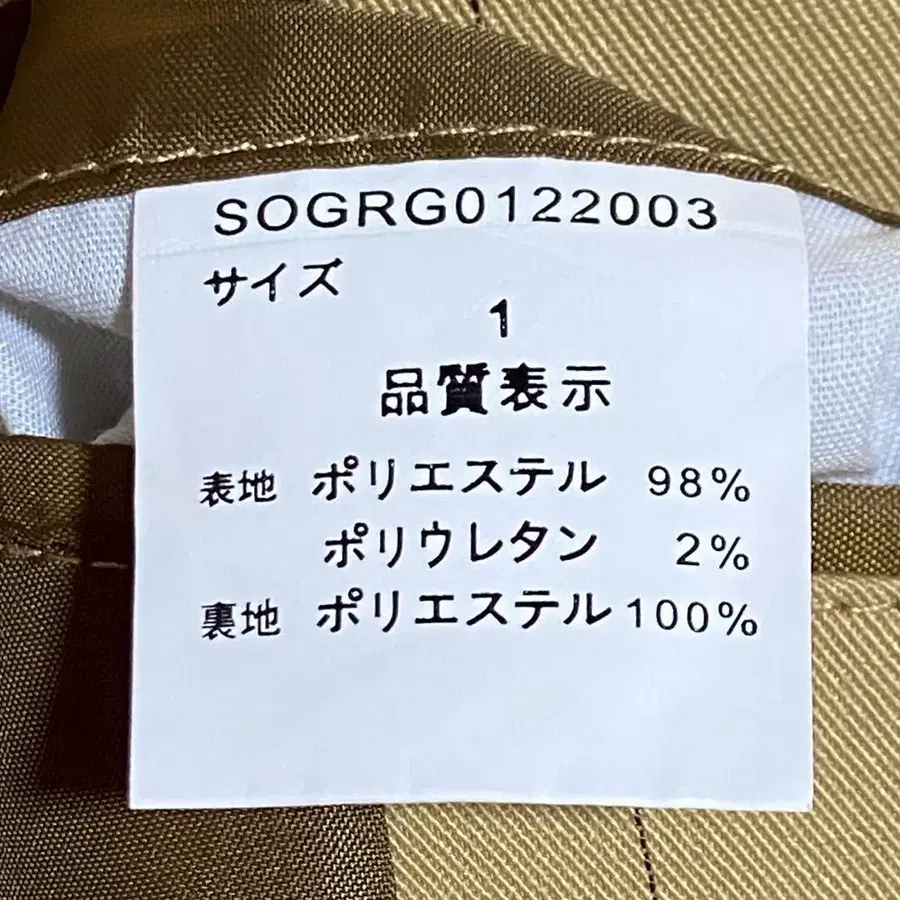 SOGRG0122003
サイズ
1
品質表示
表地 ポリエステル 98%
ポリウレタン 2%
裏地 ポリエステル 100%